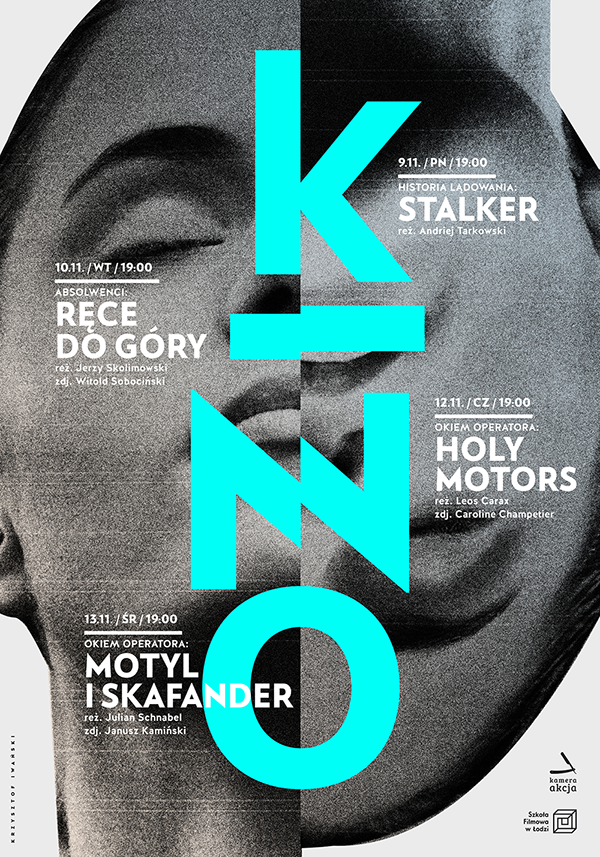 KINO
9.11. / PN / 19:00
HISTORIA LĄDOWANIA:
STALKER
reż. Andriej Tarkowski
10.11. / WT / 19:00
ABSOLWENCI:
RĘCE
DO GÓRY
reż. Jerzy Skolimowski
zdj. Witold Sobociński
12.11. / CZ / 19:00
OKIEM OPERATORA:
HOLY
MOTORS
reż. Leos Carax
zdj. Caroline Champetier
13.11. / ŚR / 19:00
OKIEM OPERATORA:
MOTYL
I SKAFANDER
reż. Julian Schnabel
zdj. Janusz Kamiński
KRZYSZTOF IWAŃSKI
kamera
akcja
Szkoła
Filmowa
w Łodzi